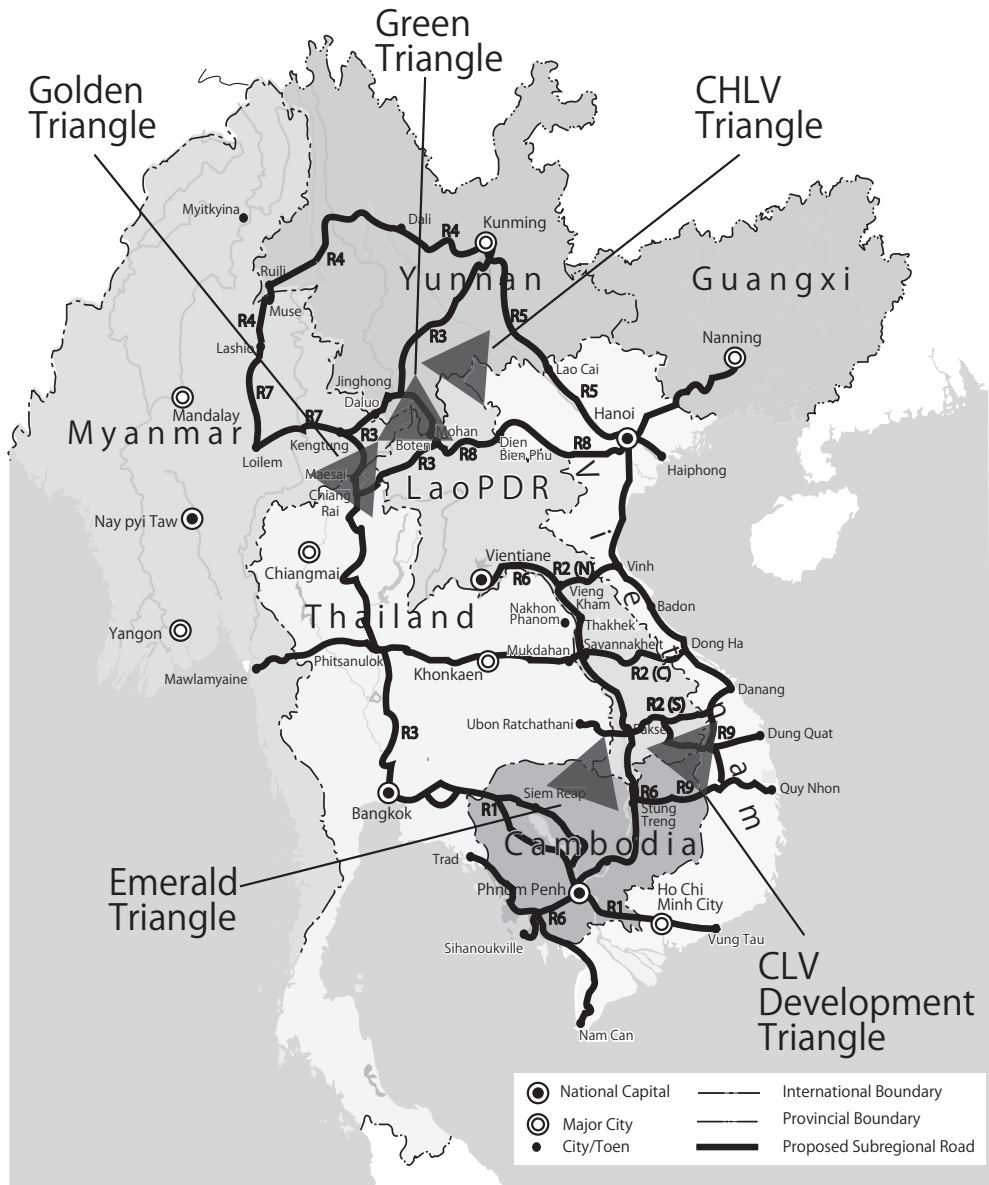 Green
Triangle
Golden
Triangle
CHLV
Triangle
Myitkyina
Dali
Kunming
R4
R4
Yunnan
Guangxi
Ruili
Muse
R4
R5
R3
Nanning
Lashio
Lao Cai
Jinghong
R7
R5
Daluo
Mandalay
Hanoi
R7
Myanmar
R3
Mohan
Kengtung
Boten
R8
Dien
Bien Phu
R8
Loilem
R3
Haiphong
Maesai
LaoPDR
Chiang
Rai
Nay pyi Taw
Vientiane
Chiangmai
R6
R2 (N)
Vinh
Vieng
Kham
Vietnam
Badon
Nakhon
Phanom
Thailand
Thakhek
Yangon
Savannakhet
Dong Ha
Mukdahan
Phitsanulok
Khonkaen
R2 (C)
Mawlamyaine
Danang
R2 (S)
Ubon Ratchathani
Pakse
R9
Dung Quat
R3
R9
R6
Quy Nhon
Siem Reap
R1
Stung
Treng
Bangkok
Cambodia
Trad
Emerald
Triangle
Phnom Penh
Ho Chi
Minh City
R1
R6
Vung Tau
Sihanoukville
CLV
Development
Triangle
Nam Can
National Capital
International Boundary
Major City
Provincial Boundary
City/Toen
Proposed Subregional Road